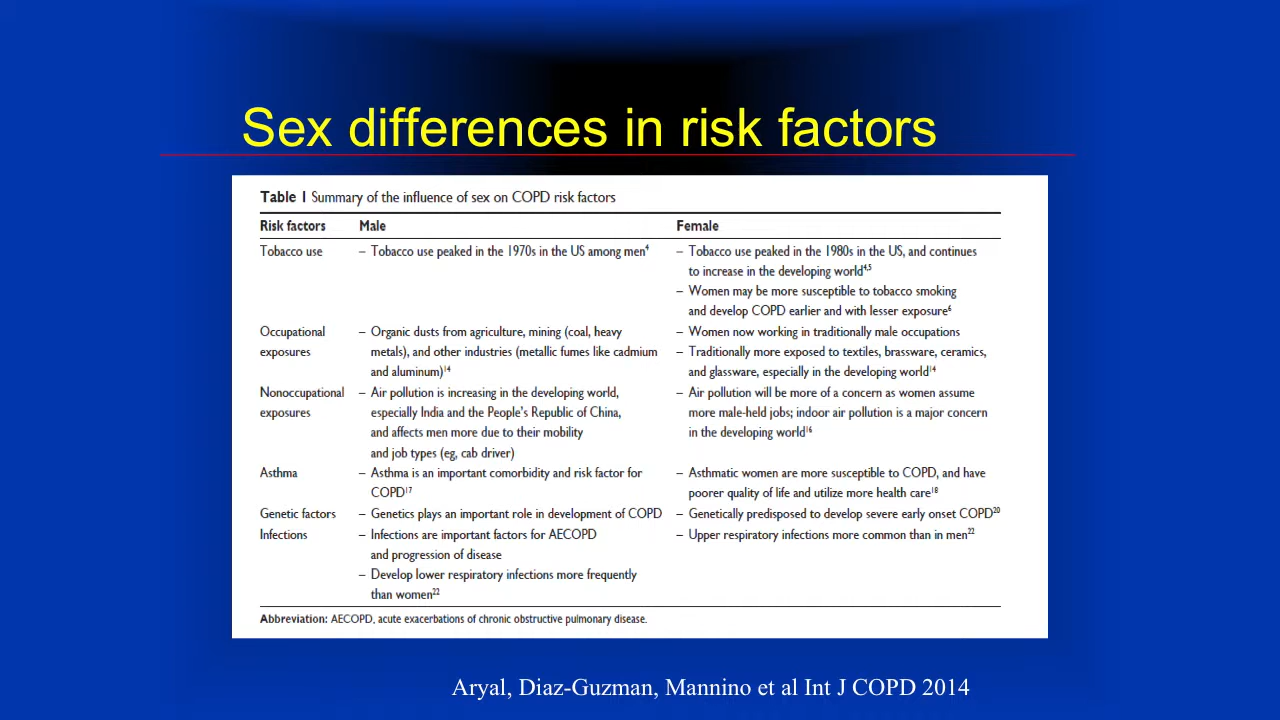 Sex differences in risk factors
Table 1 Summary of the influence of sex on COPD risk factors
Risk factors Male Female
Tobacco use – Tobacco use peaked in the 1970s in the US among men4 – Tobacco use peaked in the 1980s in the US, and continues
to increase in the developing world4,5
– Women may be more susceptible to tobacco smoking
and develop COPD earlier and with lesser exposure6
Occupational – Organic dusts from agriculture, mining (coal, heavy – Women now working in traditionally male occupations
exposures metals), and other industries (metallic fumes like cadmium – Traditionally more exposed to textiles, brassware, ceramics,
and aluminum)14 and glassware, especially in the developing world14
Nonoccupational – Air pollution is increasing in the developing world, – Air pollution will be more of a concern as women assume
exposures especially India and the People's Republic of China, more male-held jobs; indoor air pollution is a major concern
and affects men more due to their mobility in the developing world16
and job types (eg, cab driver)
Asthma – Asthma is an important comorbidity and risk factor for – Asthmatic women are more susceptible to COPD, and have
COPD17 poorer quality of life and utilize more health care18
Genetic factors – Genetics plays an important role in development of COPD – Genetically predisposed to develop severe early onset COPD20
Infections – Infections are important factors for AECOPD – Upper respiratory infections more common than in men22
and progression of disease
– Develop lower respiratory infections more frequently
than women22
Abbreviation: AECOPD, acute exacerbations of chronic obstructive pulmonary disease.
Aryal, Diaz-Guzman, Mannino et al Int J COPD 2014